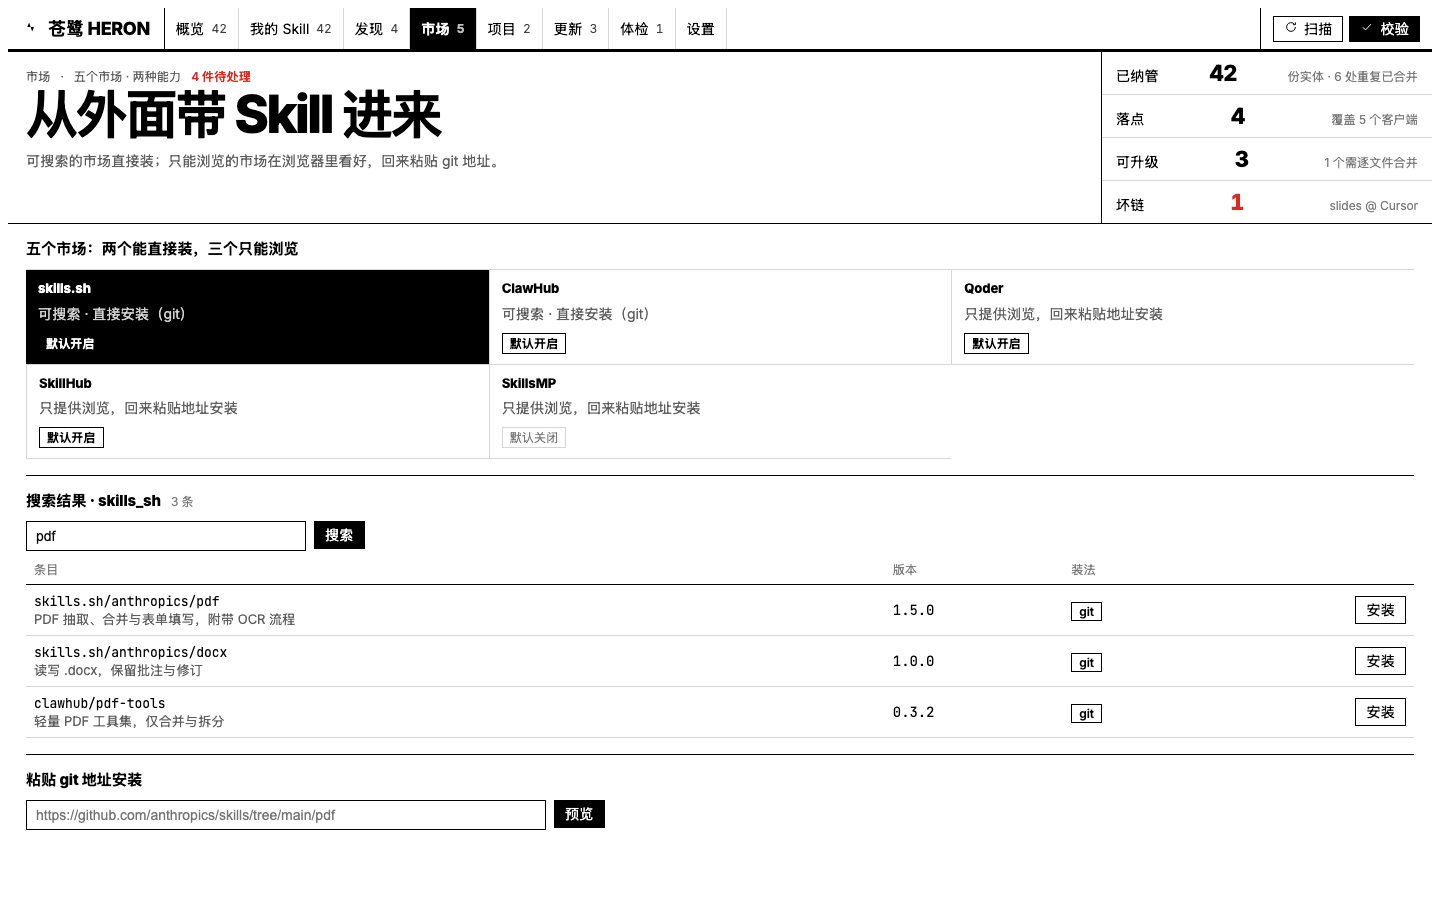 苍鹭 HERON 概览 42 我的 Skill 42 发现 4 市场 5 项目 2 更新 3 体检 1 设置 扫描 校验
市场 · 五个市场 · 两种能力 4 件待处理
从外面带 Skill 进来
可搜索的市场直接装；只能浏览的市场在浏览器里看好，回来粘贴 git 地址。
已纳管 42 份实体 · 6 处重复已合并
落点 4 覆盖 5 个客户端
可升级 3 1 个需逐文件合并
坏链 1 slides @ Cursor
五个市场：两个能直接装，三个只能浏览
skills.sh
可搜索 · 直接安装（git）
默认开启
ClawHub
可搜索 · 直接安装（git）
默认开启
Qoder
只提供浏览，回来粘贴地址安装
默认开启
SkillHub
只提供浏览，回来粘贴地址安装
默认开启
SkillsMP
只提供浏览，回来粘贴地址安装
默认关闭
搜索结果 · skills_sh 3 条
pdf 搜索
条目 版本 装法
skills.sh/anthropics/pdf
PDF 抽取、合并与表单填写，附带 OCR 流程
1.5.0 git 安装
skills.sh/anthropics/docx
读写 .docx，保留批注与修订
1.0.0 git 安装
clawhub/pdf-tools
轻量 PDF 工具集，仅合并与拆分
0.3.2 git 安装
粘贴 git 地址安装
https://github.com/anthropics/skills/tree/main/pdf 预览